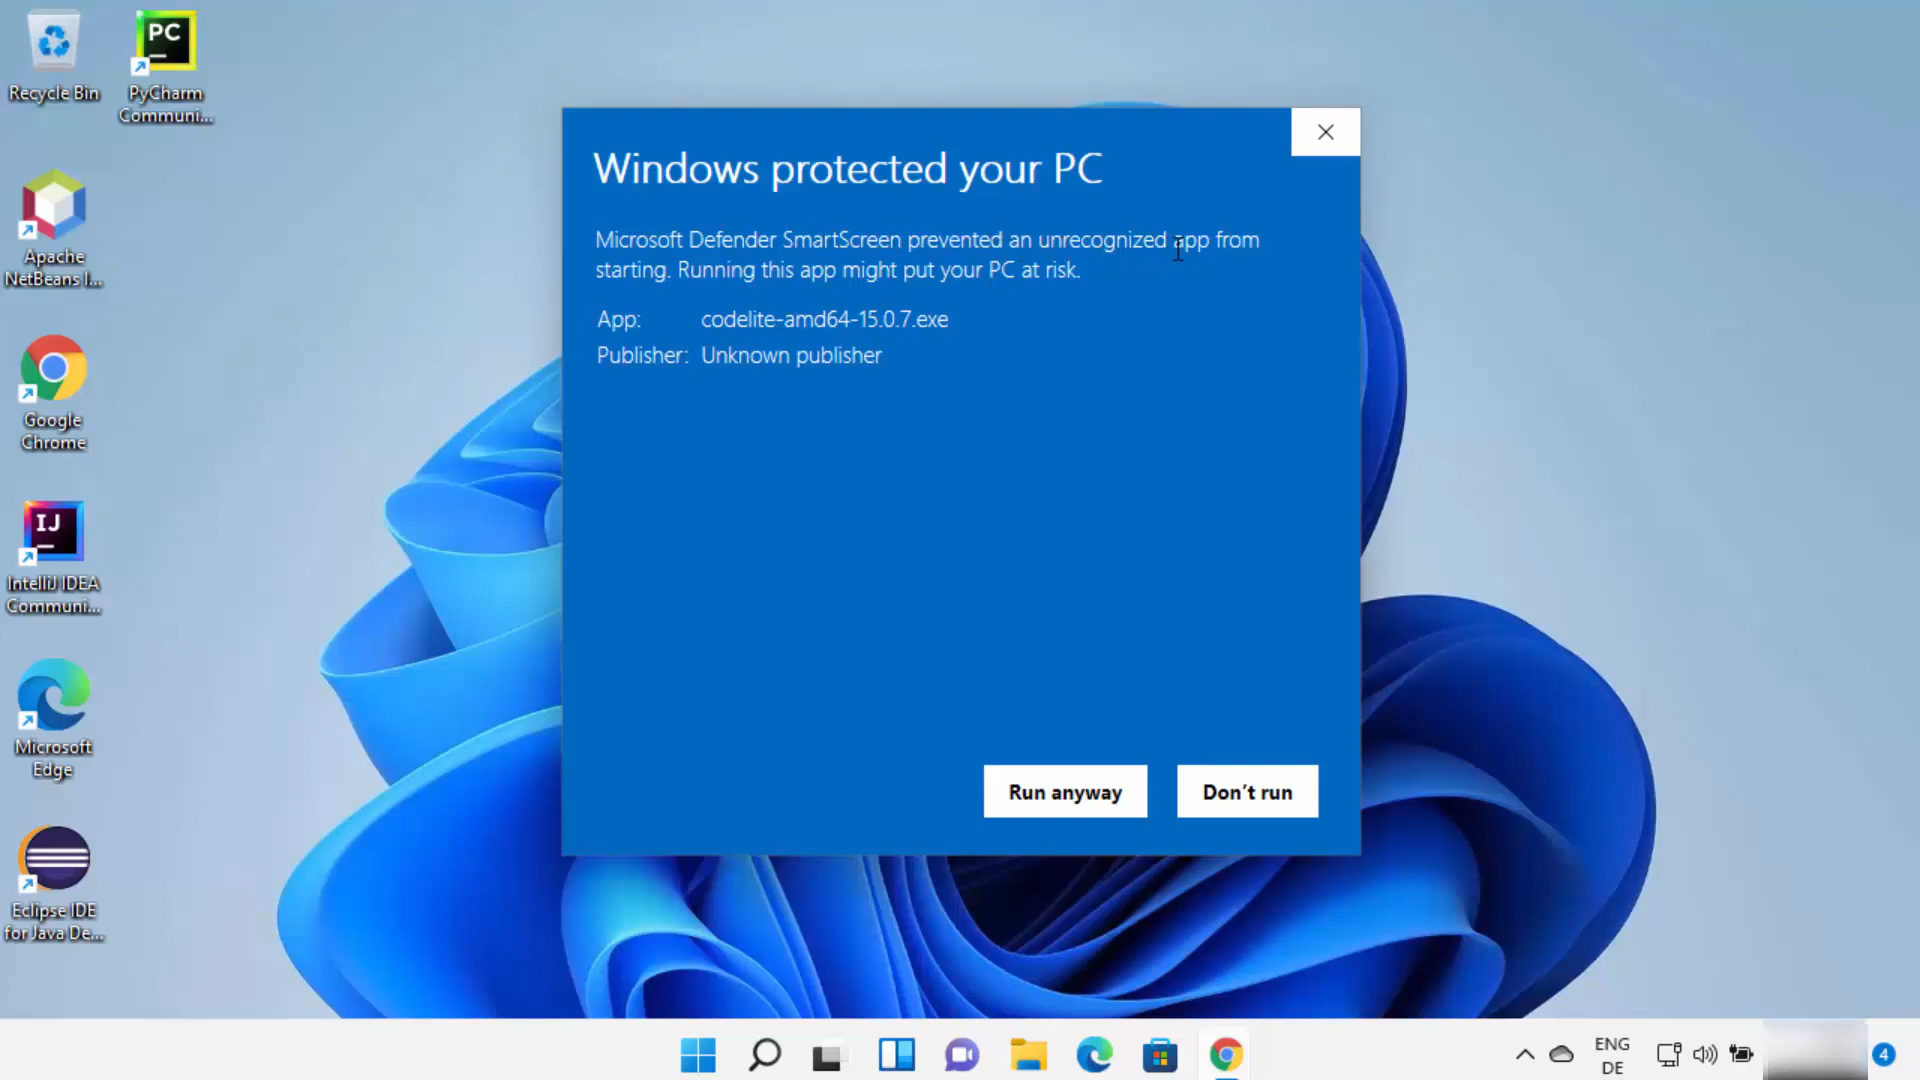 PC
Recycle Bin
PyCharm
Communi...
Apache
NetBeans I...
Google
Chrome
IJ
IntelliJ IDEA
Communi...
Microsoft
Edge
Eclipse IDE
for Java De...
Windows protected your PC
Microsoft Defender SmartScreen prevented an unrecognized app from
starting. Running this app might put your PC at risk.
App: codelite-amd64-15.0.7.exe
Publisher: Unknown publisher
Run anyway
Don’t run
ENG
DE
4